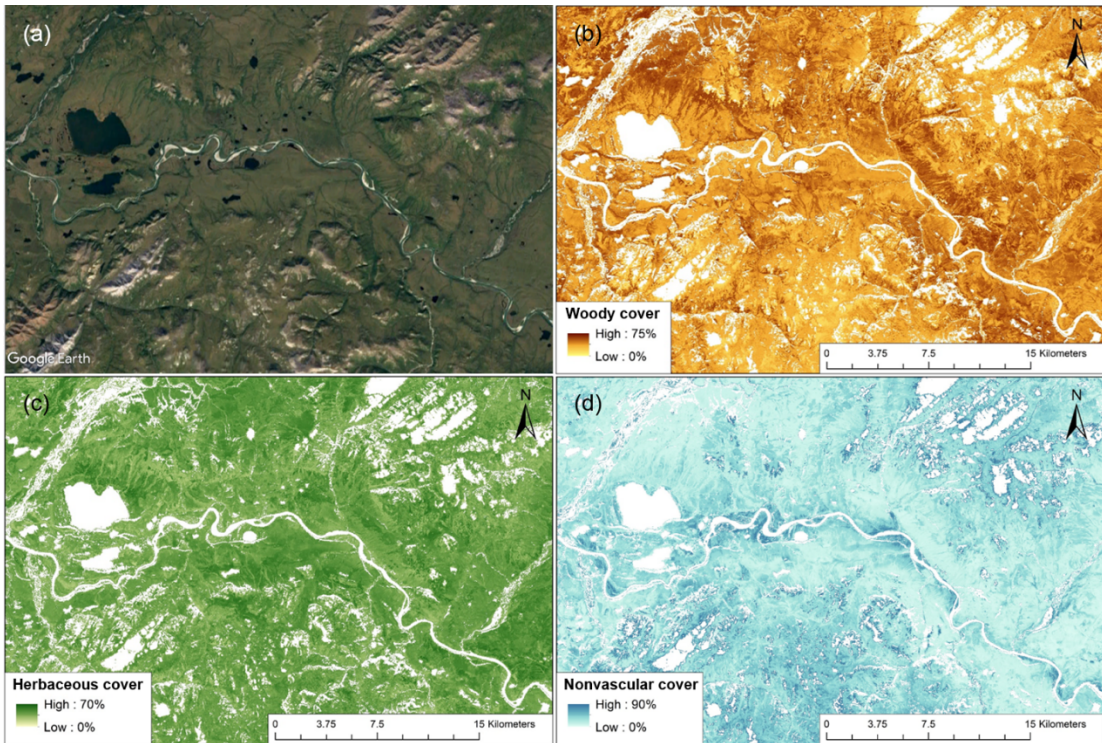 (a)
Google Earth
(b)
N
Woody cover
High : 75%
Low : 0%
0 3.75 7.5 15 Kilometers
(c)
N
Herbaceous cover
High : 70%
Low : 0%
0 3.75 7.5 15 Kilometers
(d)
N
Nonvascular cover
High : 90%
Low : 0%
0 3.75 7.5 15 Kilometers